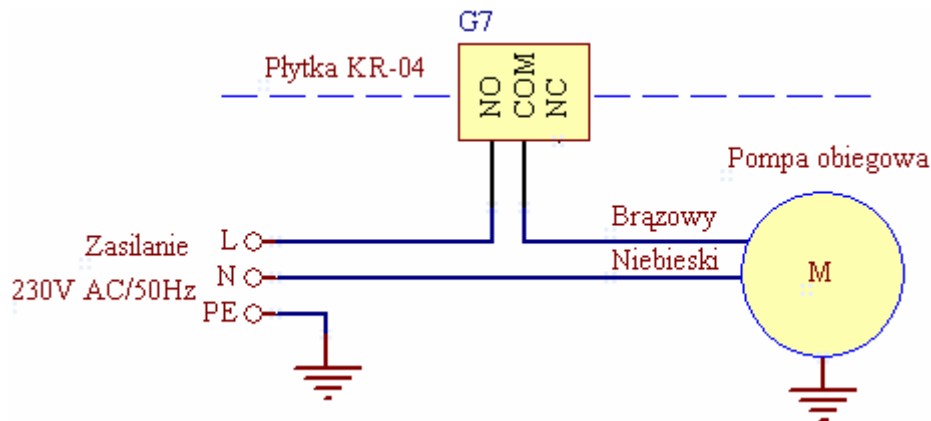 G7
Płytka KR-04
NO
COM
NC
Pompa obiegowa
Brązowy
Zasilanie
L
Niebieski
230V AC/50Hz
N
M
PE